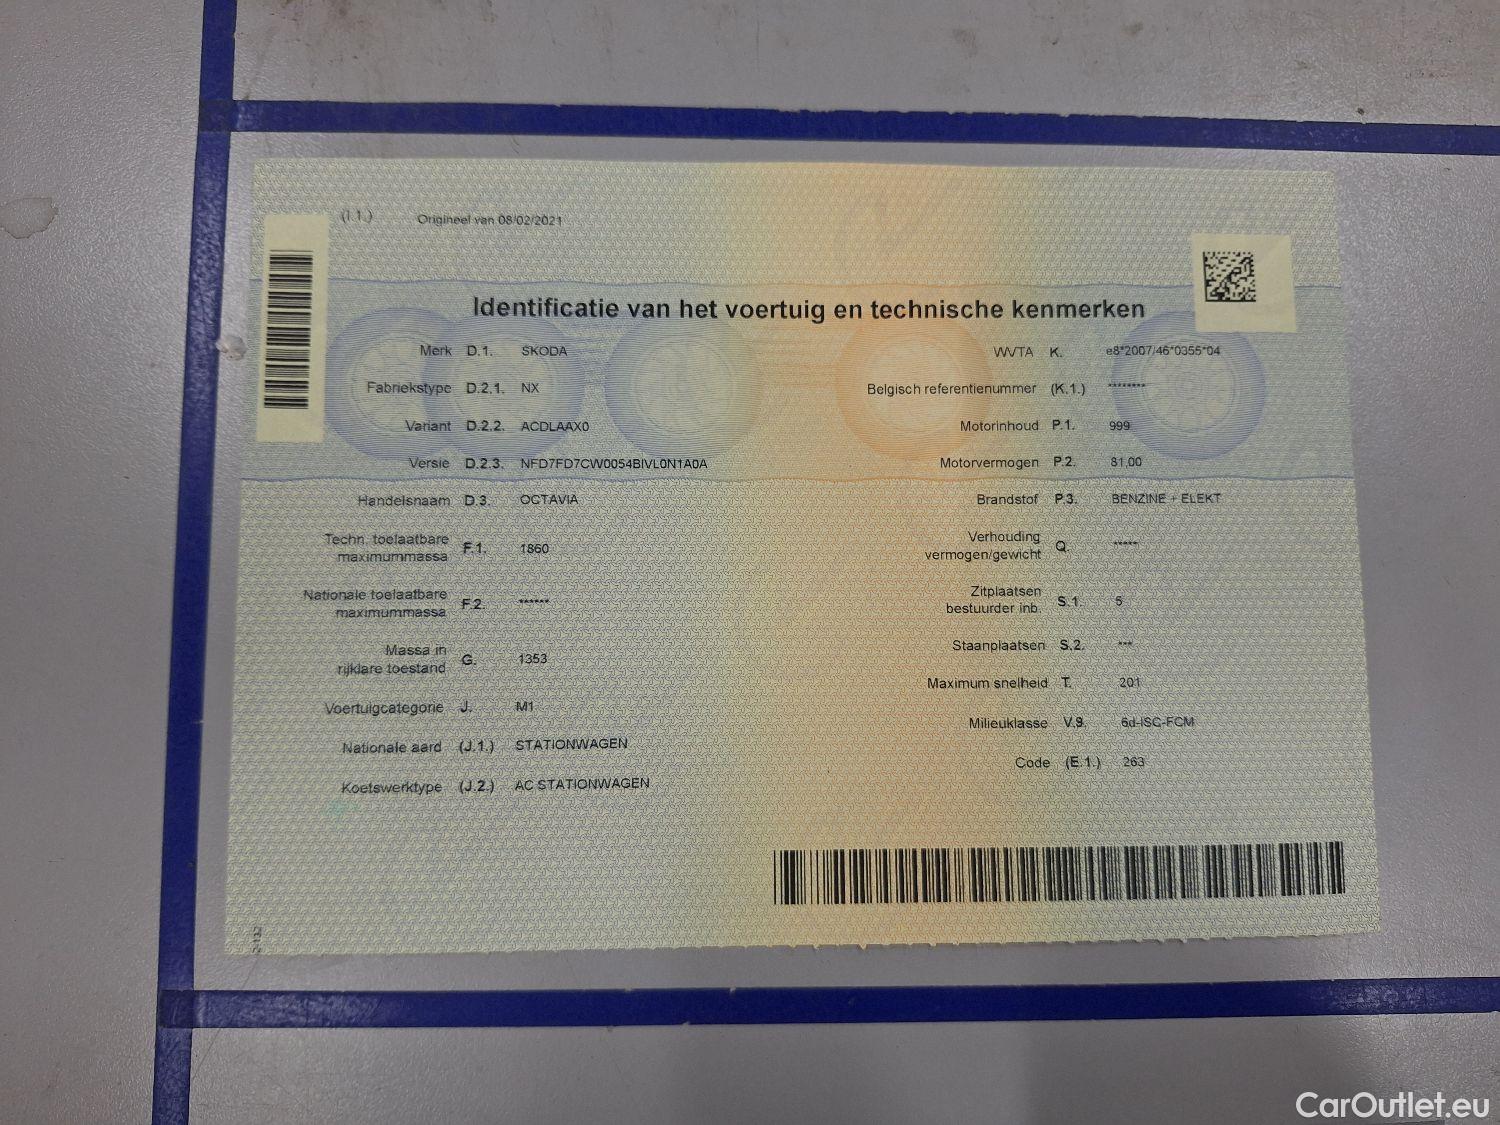 (I.1.) Origineel van 08/02/2021
Identificatie van het voertuig en technische kenmerken
Merk D.1. SKODA
Fabriekstype D.2.1. NX
Variant D.2.2. ACDLAAX0
Versie D.2.3. NFD7FD7CW0054BIVL0N1A0A
Handelsnaam D.3. OCTAVIA
Techn. toelaatbare
maximummassa F.1. 1860
Nationale toelaatbare
maximummassa F.2. ******
Massa in
rijklare toestand G. 1353
Voertuigcategorie J. M1
Nationale aard (J.1.) STATIONWAGEN
Koetswerktype (J.2.) AC STATIONWAGEN
WVTA K. e8*2007/46*0355*04
Belgisch referentienummer (K.1.) ********
Motorinhoud P.1. 999
Motorvermogen P.2. 81,00
Brandstof P.3. BENZINE + ELEKT
Verhouding
vermogen/gewicht Q. *****
Zitplaatsen
bestuurder inb. S.1. 5
Staanplaatsen S.2. ***
Maximum snelheid T. 201
Milieuklasse V.9. 6d-ISC-FCM
Code (E.1.) 263
CarOutlet.eu